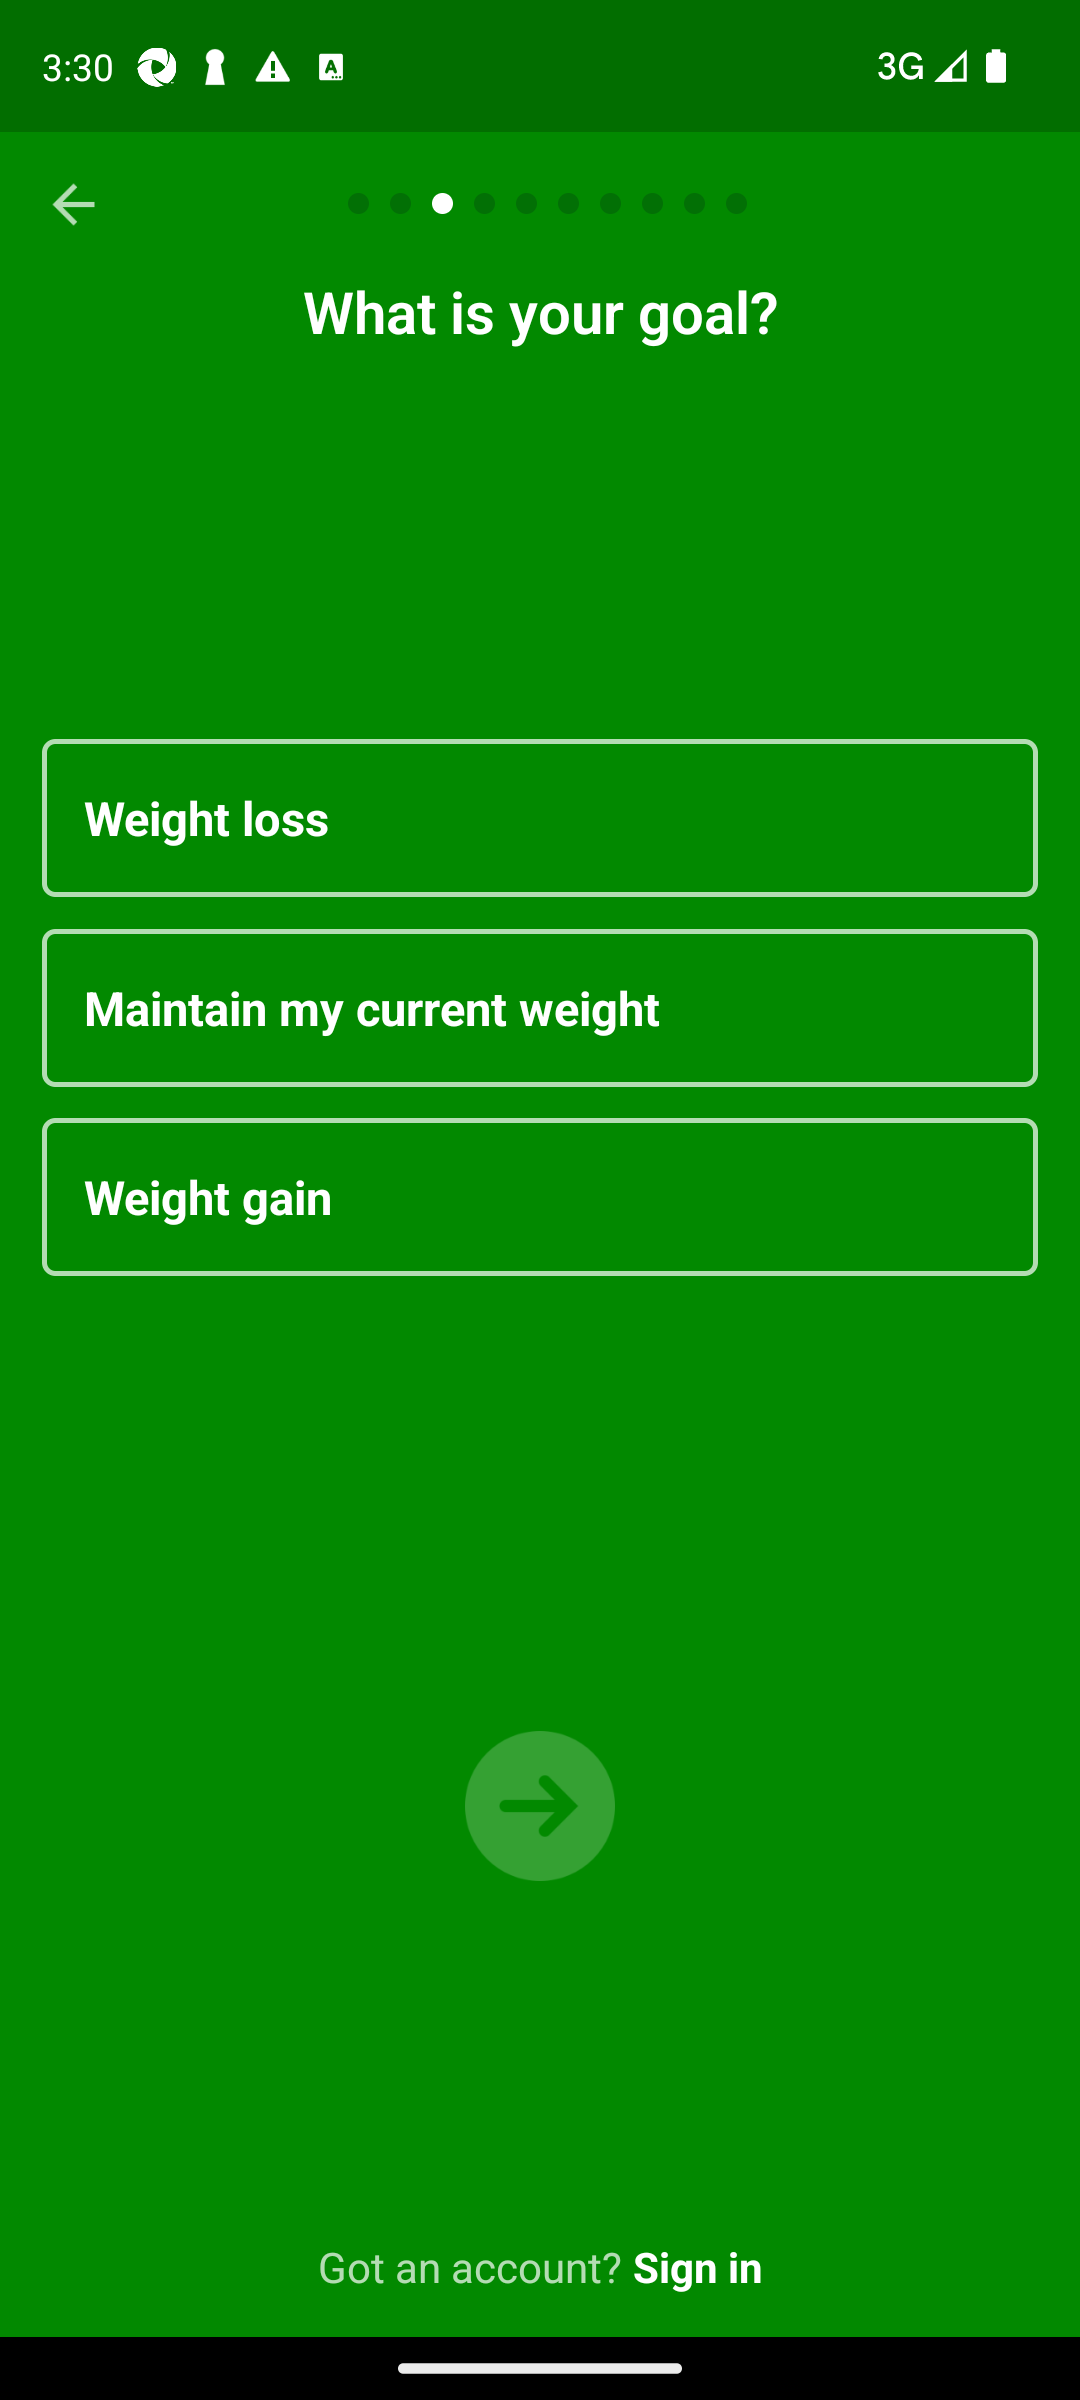 3:30
3G
What is your goal?
Weight loss
Maintain my current weight
Weight gain
Got an account? Sign in